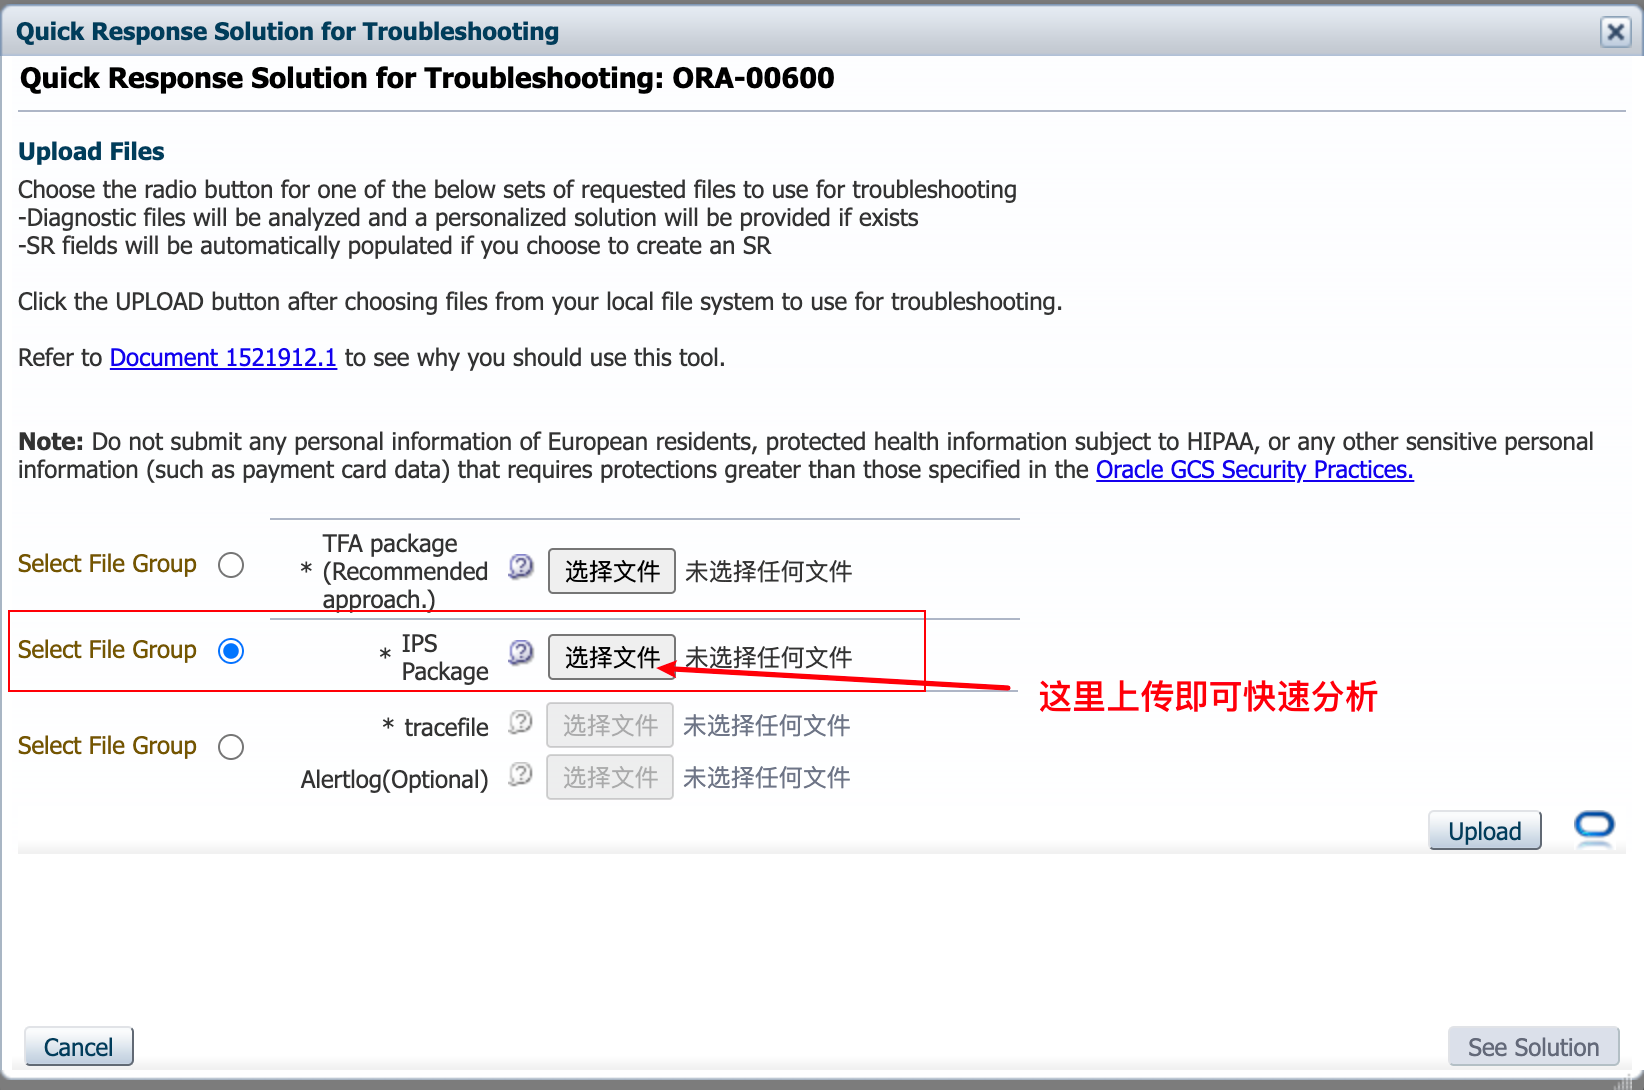 Quick Response Solution for Troubleshooting
Quick Response Solution for Troubleshooting: ORA-00600
Upload Files
Choose the radio button for one of the below sets of requested files to use for troubleshooting
-Diagnostic files will be analyzed and a personalized solution will be provided if exists
-SR fields will be automatically populated if you choose to create an SR
Click the UPLOAD button after choosing files from your local file system to use for troubleshooting.
Refer to Document 1521912.1 to see why you should use this tool.
Note: Do not submit any personal information of European residents, protected health information subject to HIPAA, or any other sensitive personal
information (such as payment card data) that requires protections greater than those specified in the Oracle GCS Security Practices.
Select File Group
TFA package
* (Recommended
approach.)
选择文件 未选择任何文件
Select File Group
* IPS
Package
选择文件 未选择任何文件
这里上传即可快速分析
Select File Group
* tracefile
选择文件 未选择任何文件
Alertlog(Optional)
选择文件 未选择任何文件
Upload
Cancel
See Solution